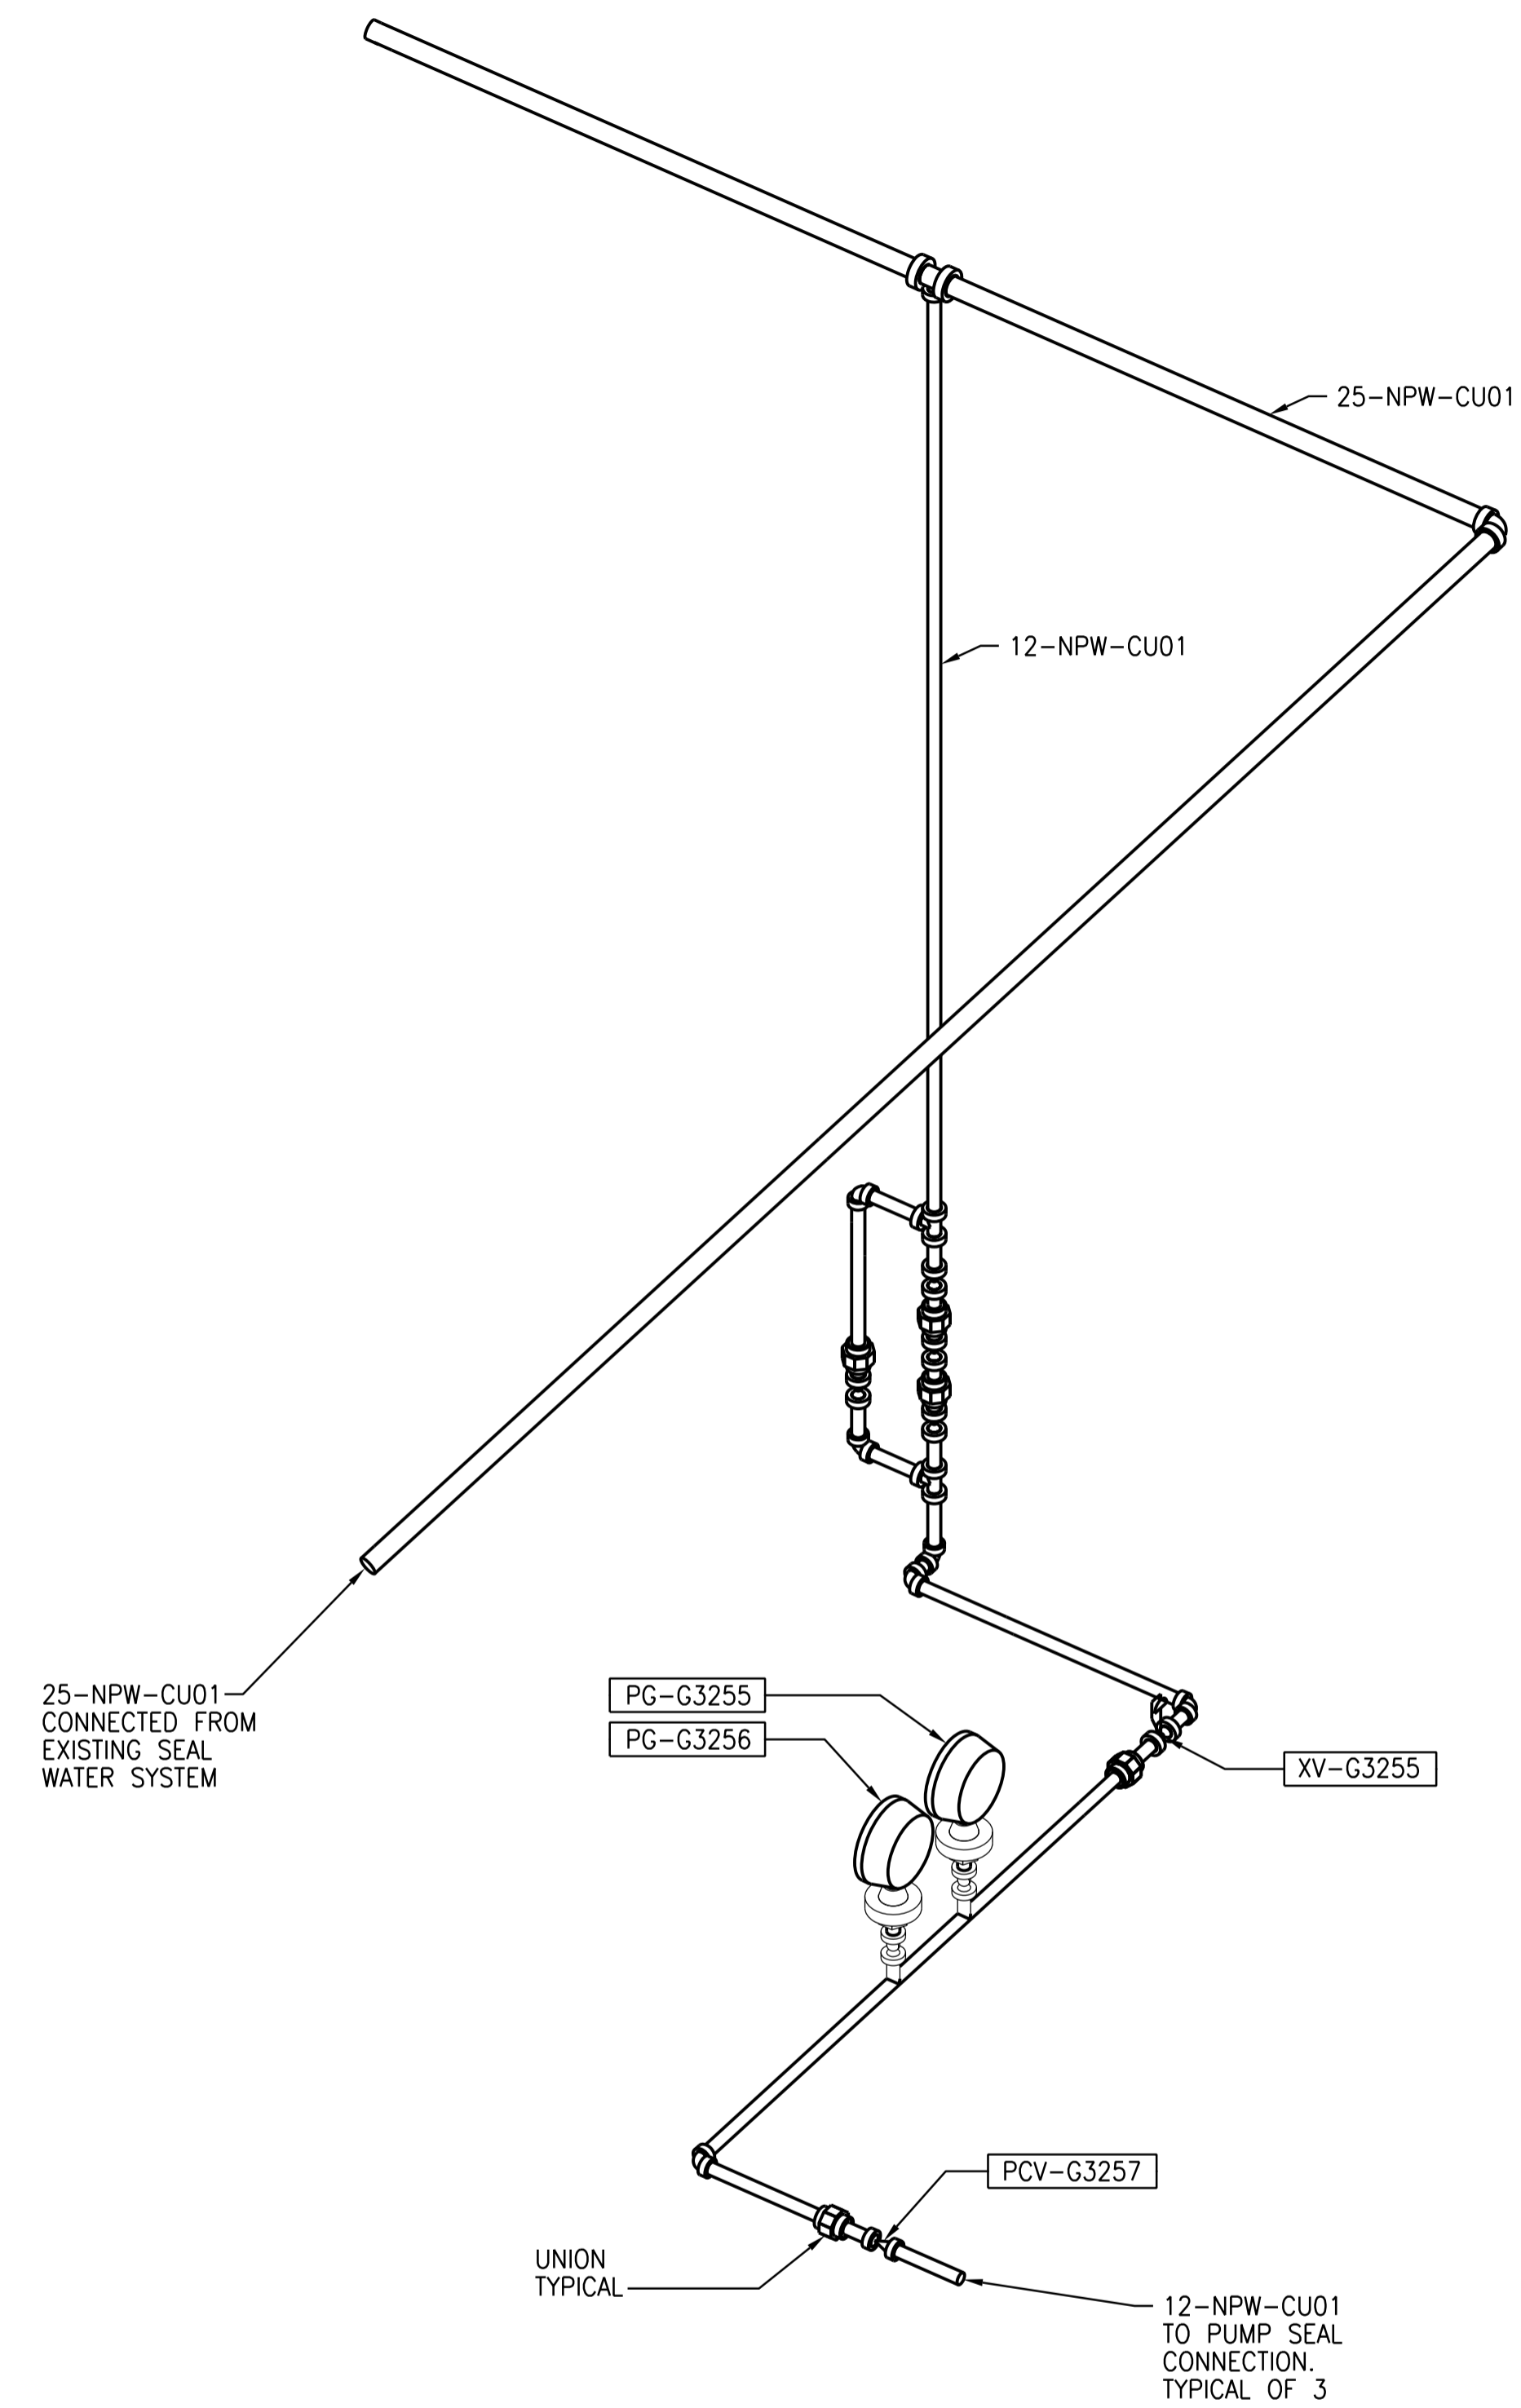 25-NPW-CU01
12-NPW-CU01
25-NPW-CU01
CONNECTED FROM
EXISTING SEAL
WATER SYSTEM
PG-G3255
PG-G3256
XV-G3255
PCV-G3257
UNION
TYPICAL
12-NPW-CU01
TO PUMP SEAL
CONNECTION.
TYPICAL OF 3